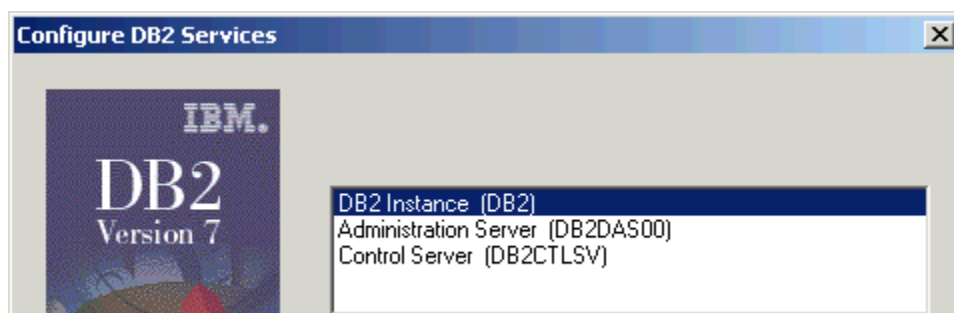 Configure DB2 Services
IBM.
DB2
Version 7
DB2 Instance (DB2)
Administration Server (DB2DAS00)
Control Server (DB2CTLSV)